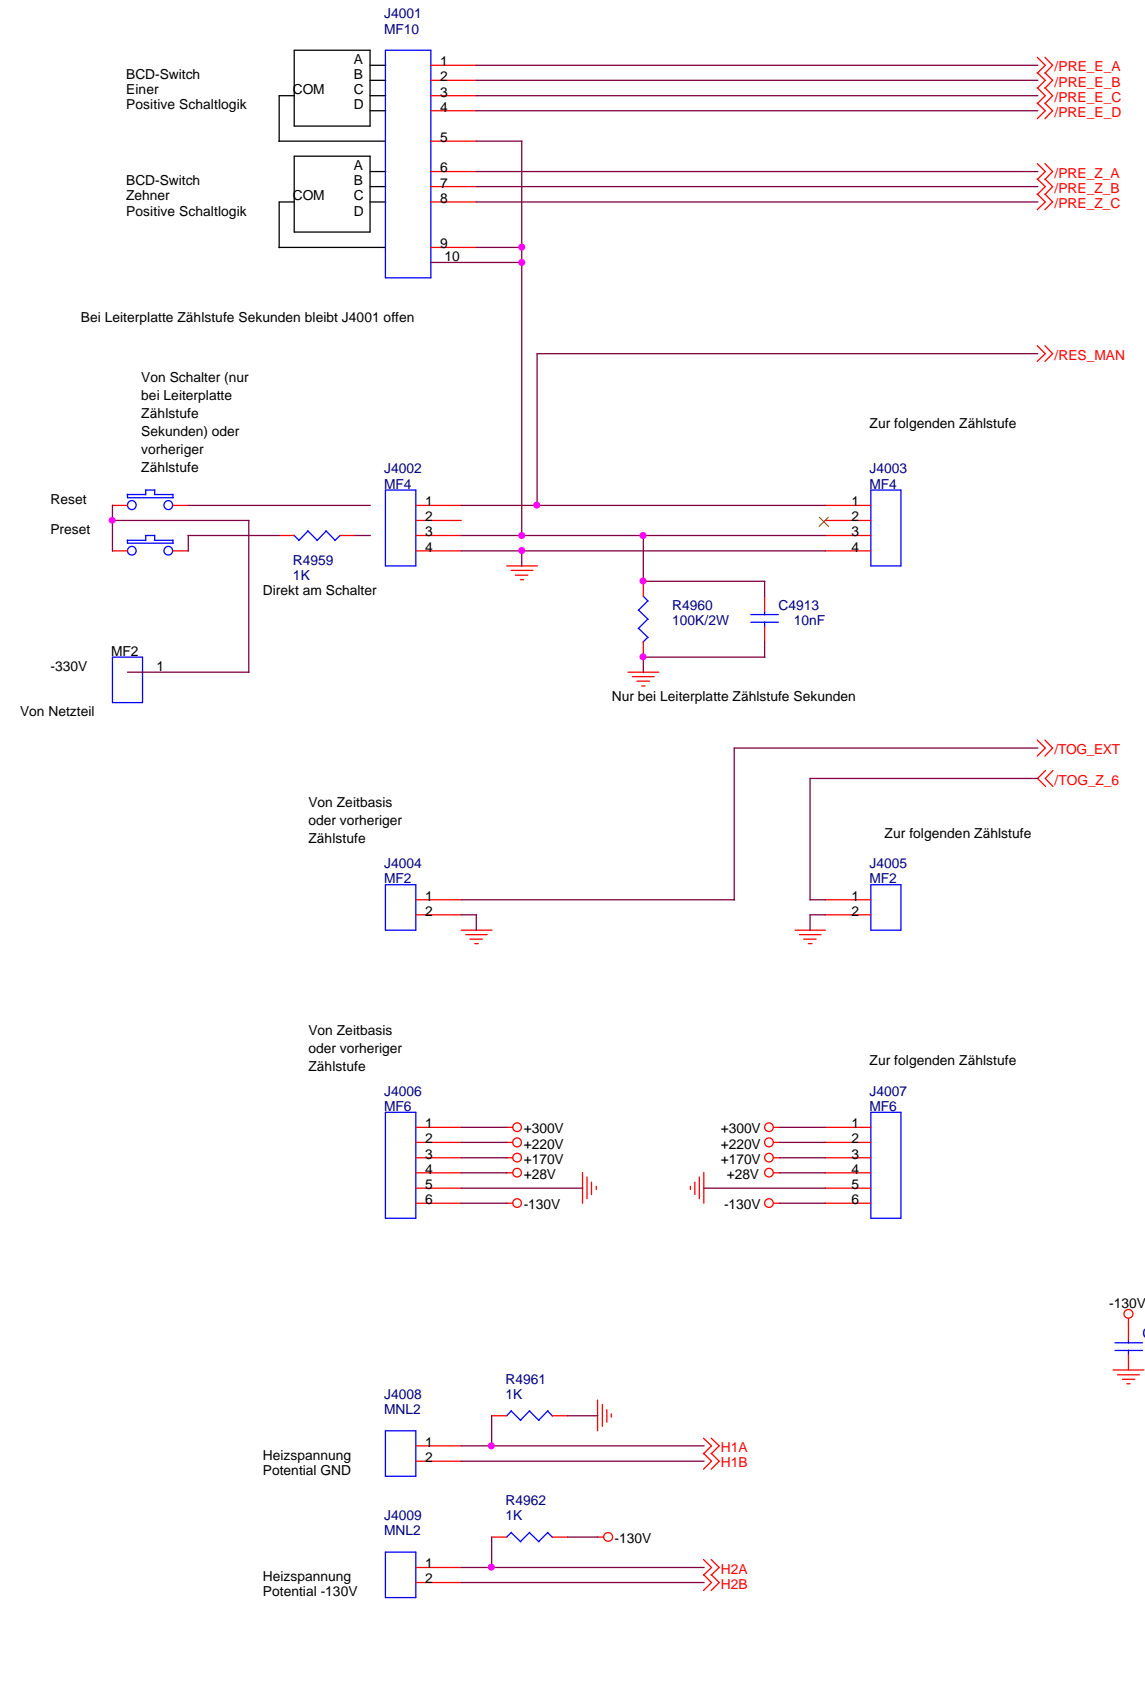 J4001
MF10
BCD-Switch
Einer
Positive Schaltlogik
COM
A
B
C
D
1
2
3
4
5
/PRE_E_A
/PRE_E_B
/PRE_E_C
/PRE_E_D
BCD-Switch
Zehner
Positive Schaltlogik
COM
A
B
C
D
6
7
8
9
10
/PRE_Z_A
/PRE_Z_B
/PRE_Z_C
Bei Leiterplatte Zählstufe Sekunden bleibt J4001 offen
/RES_MAN
Von Schalter (nur
bei Leiterplatte
Zählstufe
Sekunden) oder
vorheriger
Zählstufe
Zur folgenden Zählstufe
J4002
MF4
J4003
MF4
Reset
Preset
1
2
3
4
1
2
3
4
R4959
1K
Direkt am Schalter
R4960
100K/2W
C4913
10nF
MF2
-330V
1
Von Netzteil
Nur bei Leiterplatte Zählstufe Sekunden
/TOG_EXT
/TOG_Z_6
Von Zeitbasis
oder vorheriger
Zählstufe
Zur folgenden Zählstufe
J4004
MF2
1
2
J4005
MF2
1
2
Von Zeitbasis
oder vorheriger
Zählstufe
Zur folgenden Zählstufe
J4006
MF6
1
2
3
4
5
6
+300V
+220V
+170V
+28V
-130V
J4007
MF6
+300V
+220V
+170V
+28V
-130V
1
2
3
4
5
6
-130V
R4961
1K
J4008
MNL2
1
2
Heizspannung
Potential GND
H1A
H1B
R4962
1K
J4009
MNL2
-130V
1
2
Heizspannung
Potential -130V
H2A
H2B